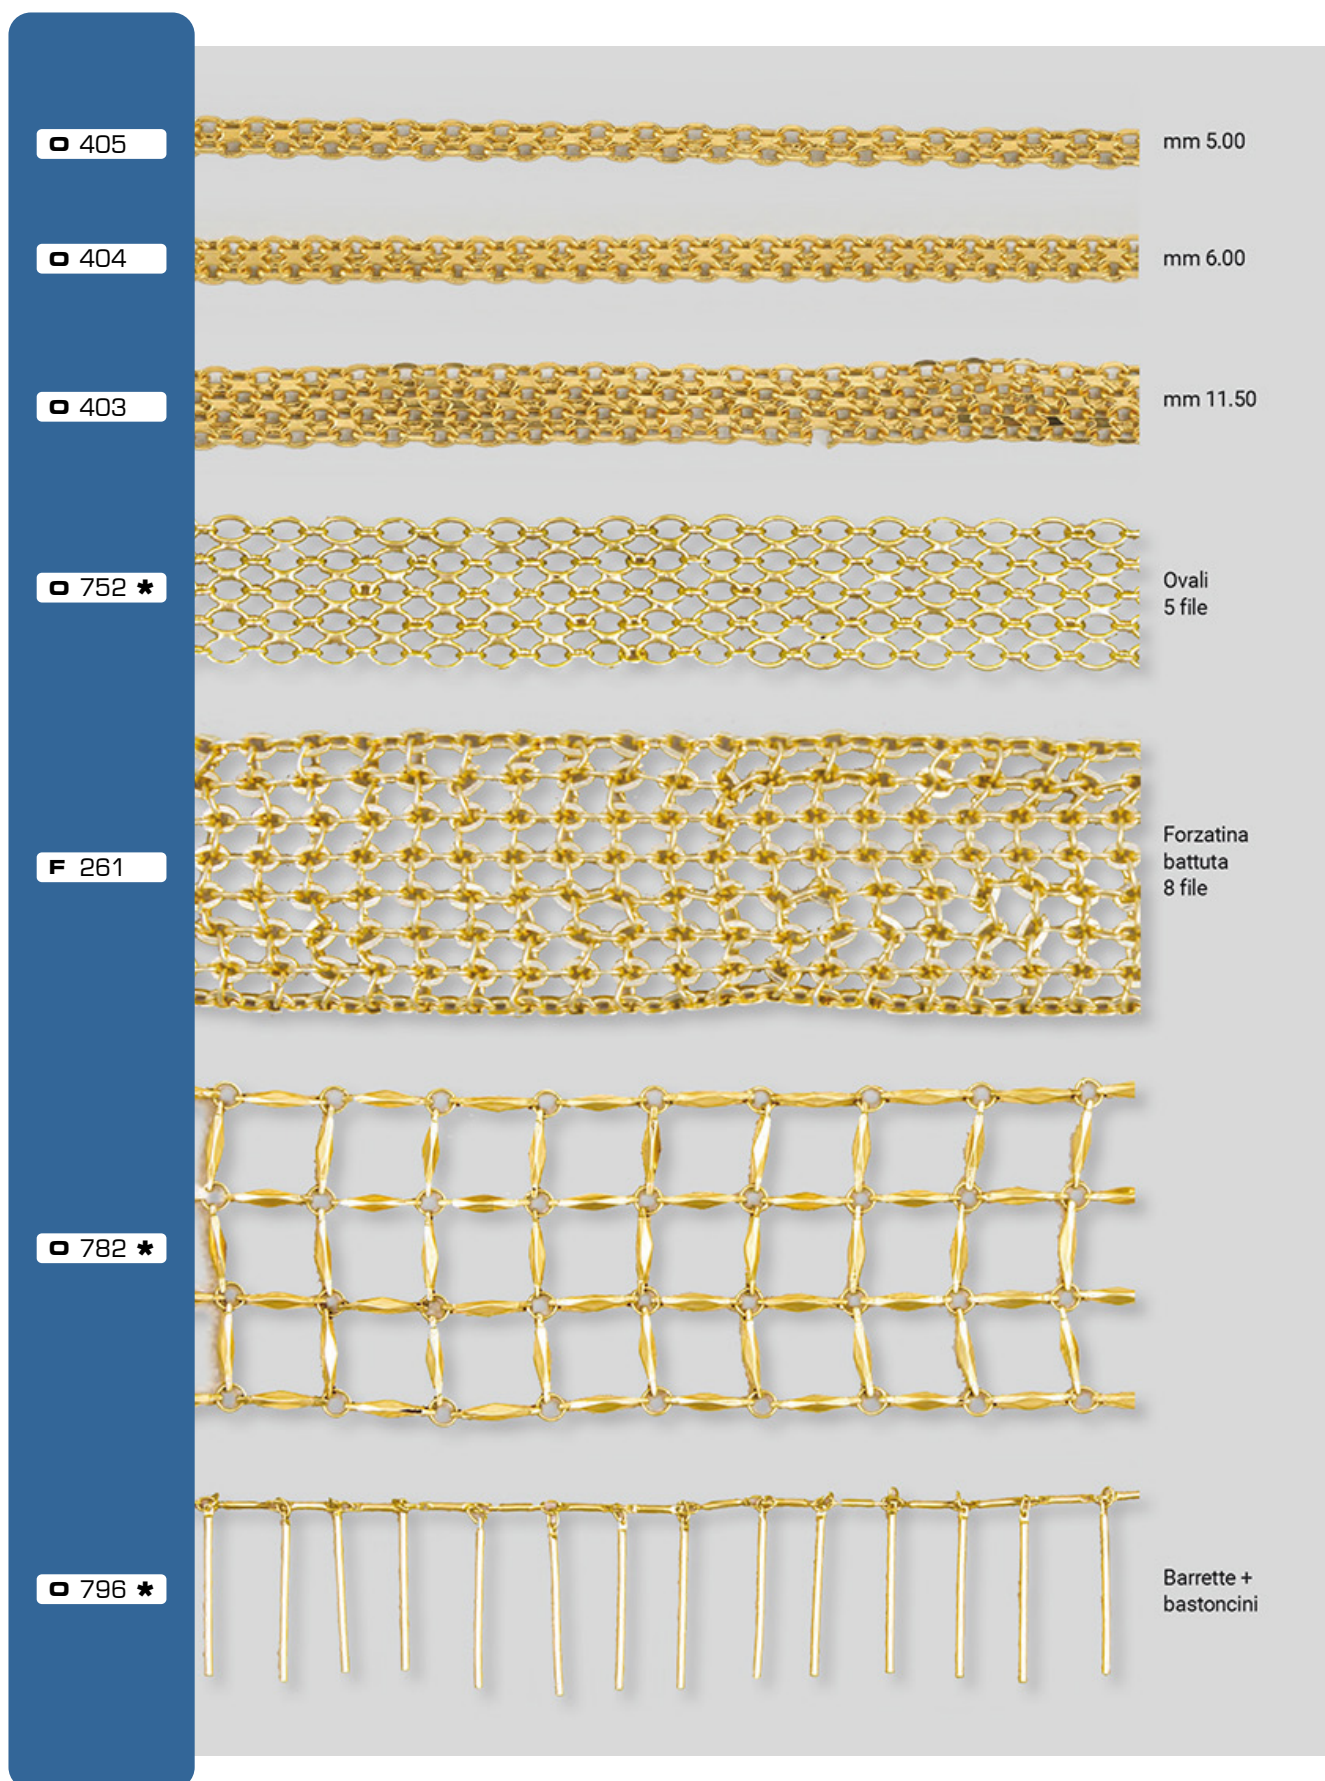 O 405
mm 5.00
O 404
mm 6.00
O 403
mm 11.50
O 752 *
Ovali
5 file
F 261
Forzatina
battuta
8 file
O 782 *
O 796 *
Barrette +
bastoncini